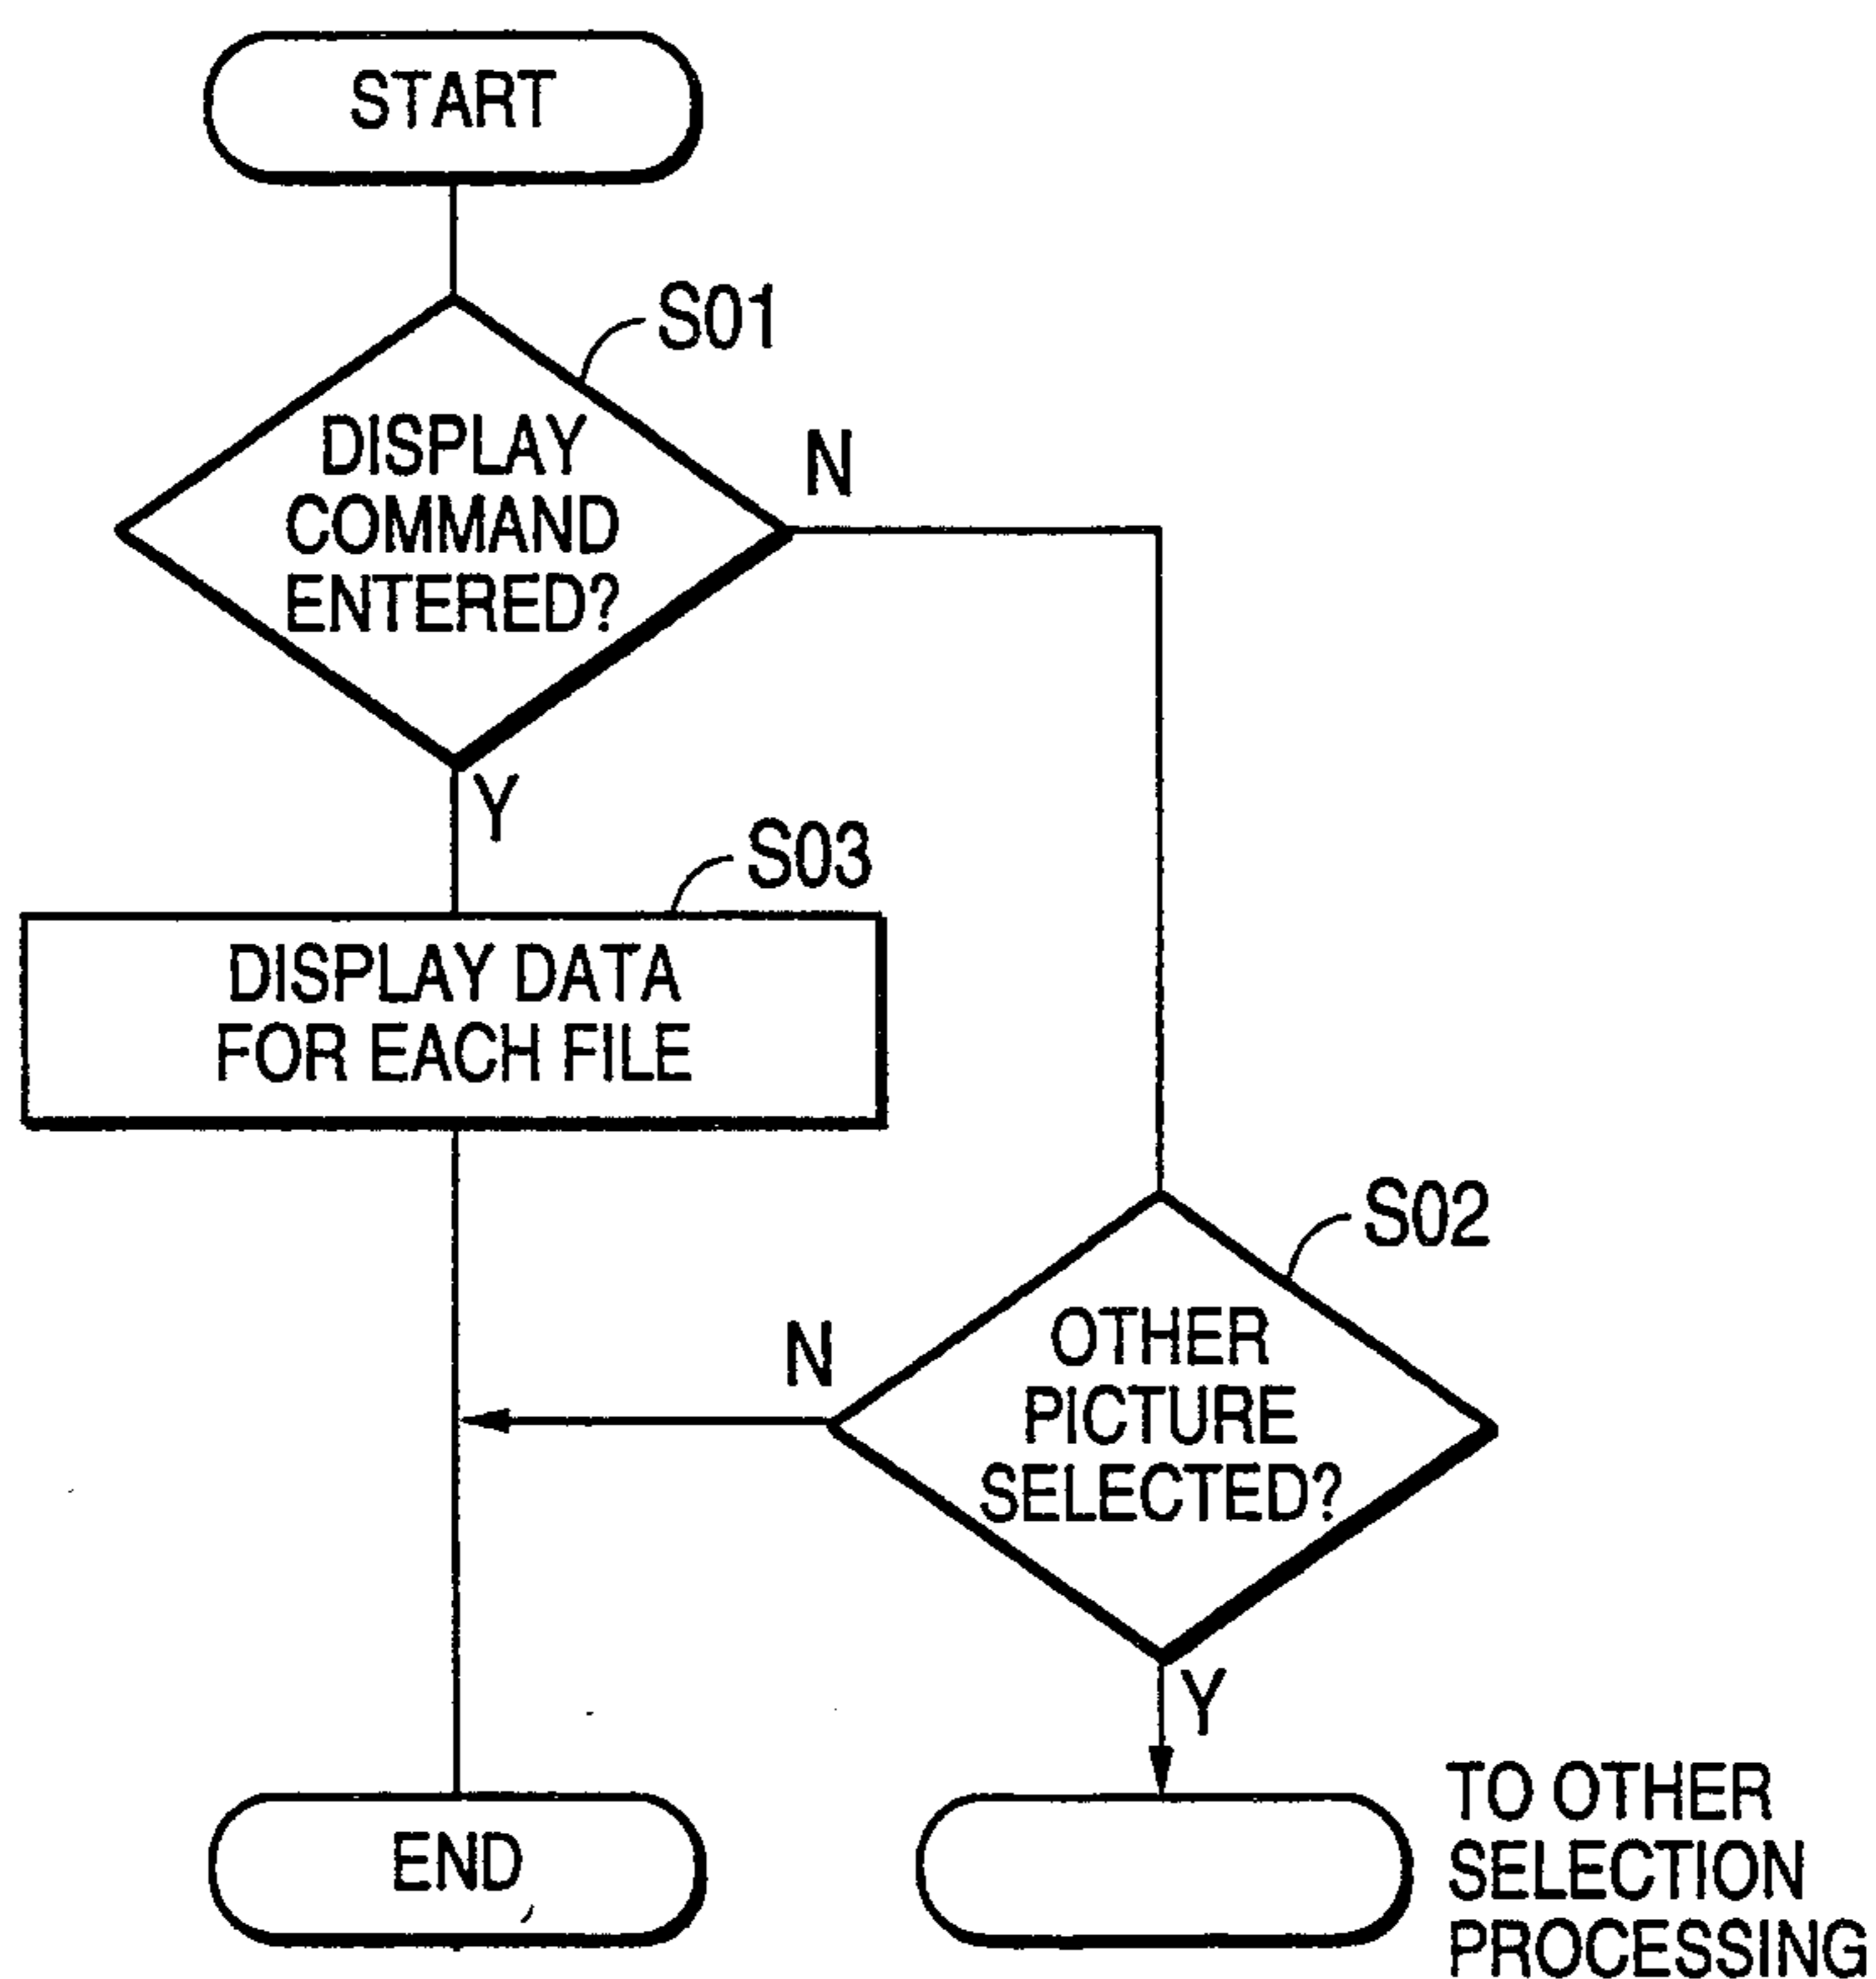 START
S01
DISPLAY
COMMAND
ENTERED?
N
Y
S03
DISPLAY DATA
FOR EACH FILE
S02
OTHER
PICTURE
SELECTED?
N
Y
END
TO OTHER
SELECTION
PROCESSING